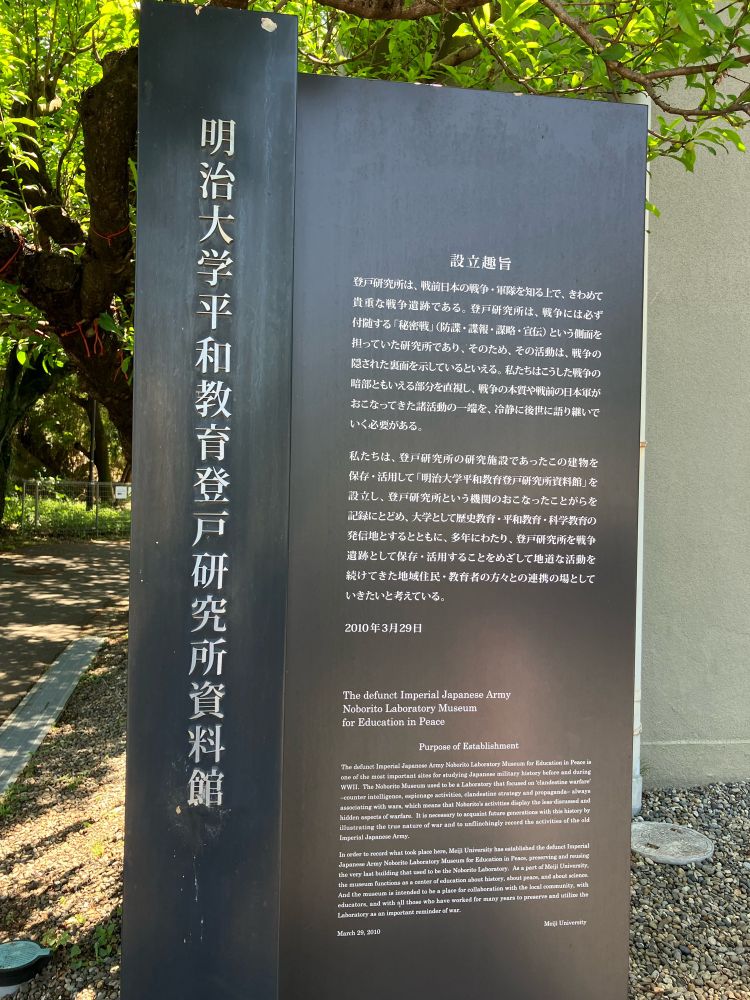 明治大学平和教育登戸研究所資料館
設立趣旨
登戸研究所は、戦前日本の戦争・軍隊を知る上で、きわめて
貴重な戦争遺跡である。登戸研究所は、戦争には必ず
付随する「秘密戦」(防諜・諜報・謀略・宣伝)という側面を
担っていた研究所であり、そのため、その活動は、戦争の
隠された裏面を示しているといえる。私たちはこうした戦争の
暗部ともいえる部分を直視し、戦争の本質や戦前の日本軍が
おこなってきた諸活動の一端を、冷静に後世に語り継いで
いく必要がある。
私たちは、登戸研究所の研究施設であったこの建物を
保存・活用して「明治大学平和教育登戸研究所資料館」を
設立し、登戸研究所という機関のおこなったことがらを
記録にとどめ、大学として歴史教育・平和教育・科学教育の
発信地とするとともに、多年にわたり、登戸研究所を戦争
遺跡として保存・活用することをめざして地道な活動を
続けてきた地域住民・教育者の方々との連携の場として
いきたいと考えている。
2010年3月29日
The defunct Imperial Japanese Army
Noborito Laboratory Museum
for Education in Peace
Purpose of Establishment
The defunct Imperial Japanese Army Noborito Laboratory Museum for Education in Peace is
one of the most important sites for studying Japanese military history before and during
WWII. The Noborito Museum used to be a Laboratory that focused on 'clandestine warfare'
–counter intelligence, espionage activities, clandestine strategy and propaganda– always
associating with wars, which means that Noborito's activities display the less-discussed and
hidden aspects of warfare. It is necessary to acquaint future generations with this history by
illustrating the true nature of war and to unflinchingly record the activities of the old
Imperial Japanese Army.
In order to record what took place here, Meiji University has established the defunct Imperial
Japanese Army Noborito Laboratory Museum for Education in Peace, preserving and reusing
the very last building that used to be the Noborito Laboratory. As a part of Meiji University,
the museum functions as a center of education about history, about peace, and about science.
And the museum is intended to be a place for collaboration with the local community, with
educators, and with all those who have worked for many years to preserve and utilize the
Laboratory as an important reminder of war.
March 29, 2010 Meiji University